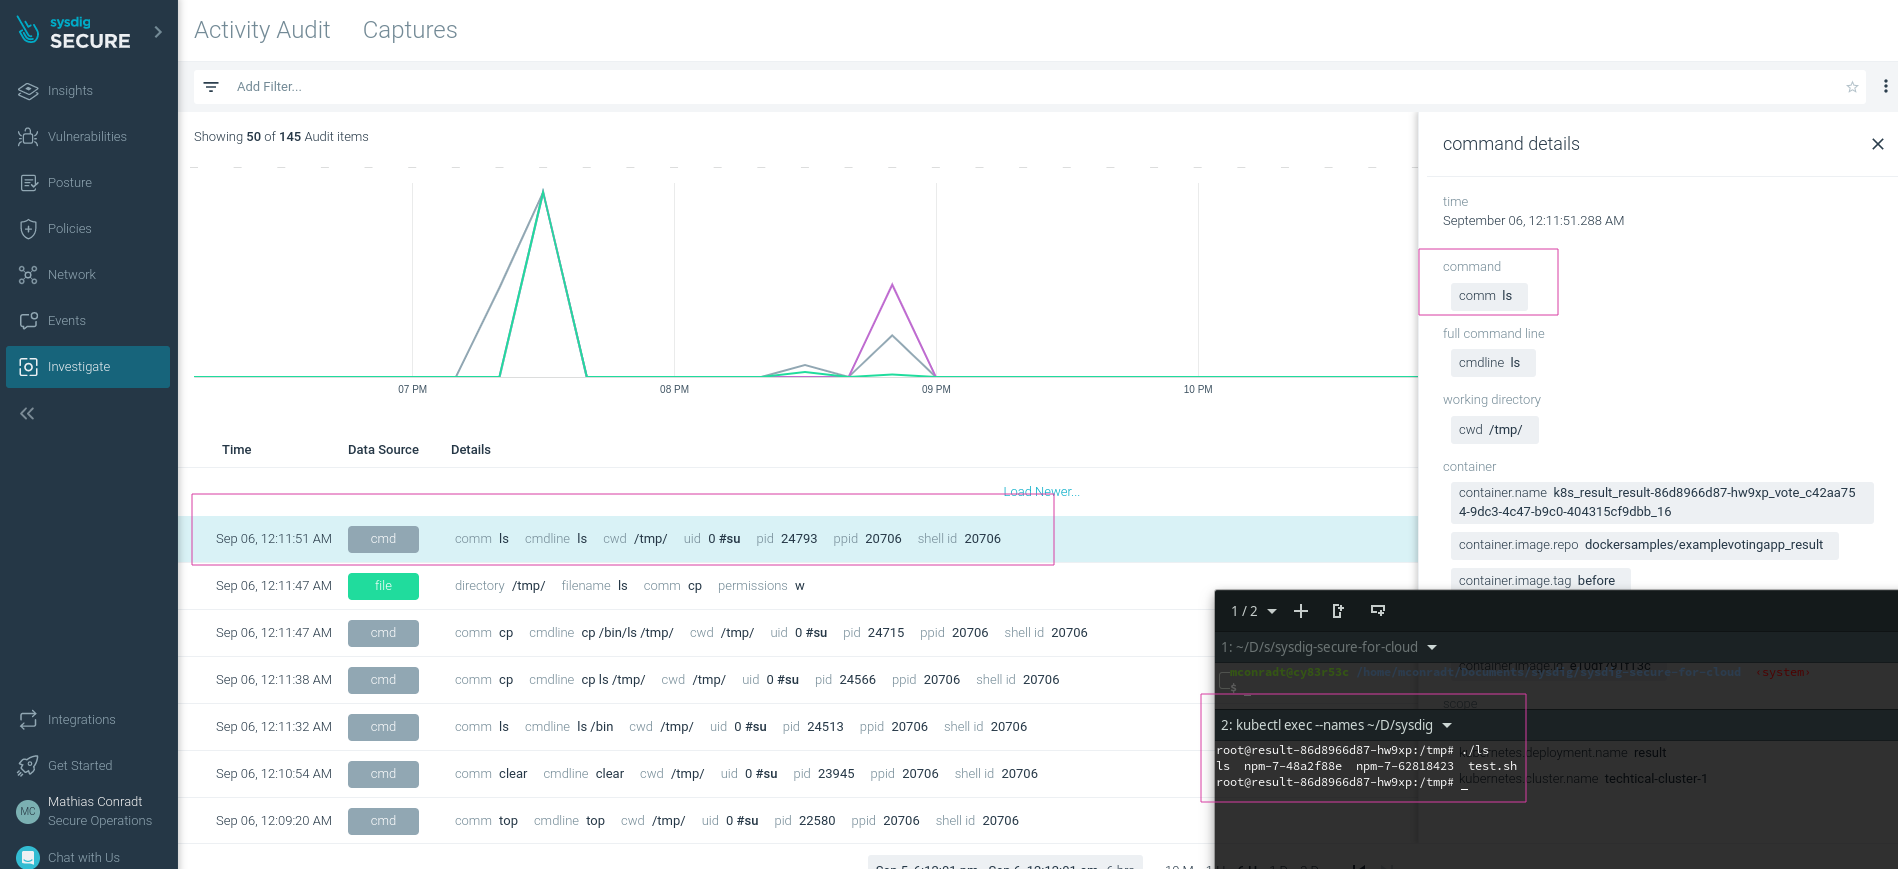 sysdig
SECURE
Insights
Vulnerabilities
Posture
Policies
Network
Events
Investigate
Integrations
Get Started
MC
Mathias Conradt
Secure Operations
Chat with Us
Activity Audit Captures
Add Filter...
Showing 50 of 145 Audit items
07 PM 08 PM 09 PM 10 PM
Time Data Source Details
Load Newer...
Sep 06, 12:11:51 AM cmd comm ls cmdline ls cwd /tmp/ uid 0 #su pid 24793 ppid 20706 shell id 20706
Sep 06, 12:11:47 AM file directory /tmp/ filename ls comm cp permissions w
Sep 06, 12:11:47 AM cmd comm cp cmdline cp /bin/ls /tmp/ cwd /tmp/ uid 0 #su pid 24715 ppid 20706 shell id 20706
Sep 06, 12:11:38 AM cmd comm cp cmdline cp ls /tmp/ cwd /tmp/ uid 0 #su pid 24566 ppid 20706 shell id 20706
Sep 06, 12:11:32 AM cmd comm ls cmdline ls /bin cwd /tmp/ uid 0 #su pid 24513 ppid 20706 shell id 20706
Sep 06, 12:10:54 AM cmd comm clear cmdline clear cwd /tmp/ uid 0 #su pid 23945 ppid 20706 shell id 20706
Sep 06, 12:09:20 AM cmd comm top cmdline top cwd /tmp/ uid 0 #su pid 22580 ppid 20706 shell id 20706
command details
time
September 06, 12:11:51.288 AM
command
comm ls
full command line
cmdline ls
working directory
cwd /tmp/
container
container.name k8s_result_result-86d8966d87-hw9xp_vote_c42aa75
4-9dc3-4c47-b9c0-404315cf9dbb_16
container.image.repo dockersamples/examplevotingapp_result
container.image.tag before
1 / 2
1: ~/D/s/sysdig-secure-for-cloud
container.image.id
mconradt@cy83r53c /home/mconradt/Documents/sysdig/sysdig-secure-for-cloud ‹system›
$ _
scope
2: kubectl exec --names ~/D/sysdig
root@result-86d8966d87-hw9xp:/tmp# ./ls
kubernetes.deployment.name result
ls npm-7-48a2f88e npm-7-62818423 test.sh
root@result-86d8966d87-hw9xp:/tmp# _
kubernetes.cluster.name techtical-cluster-1